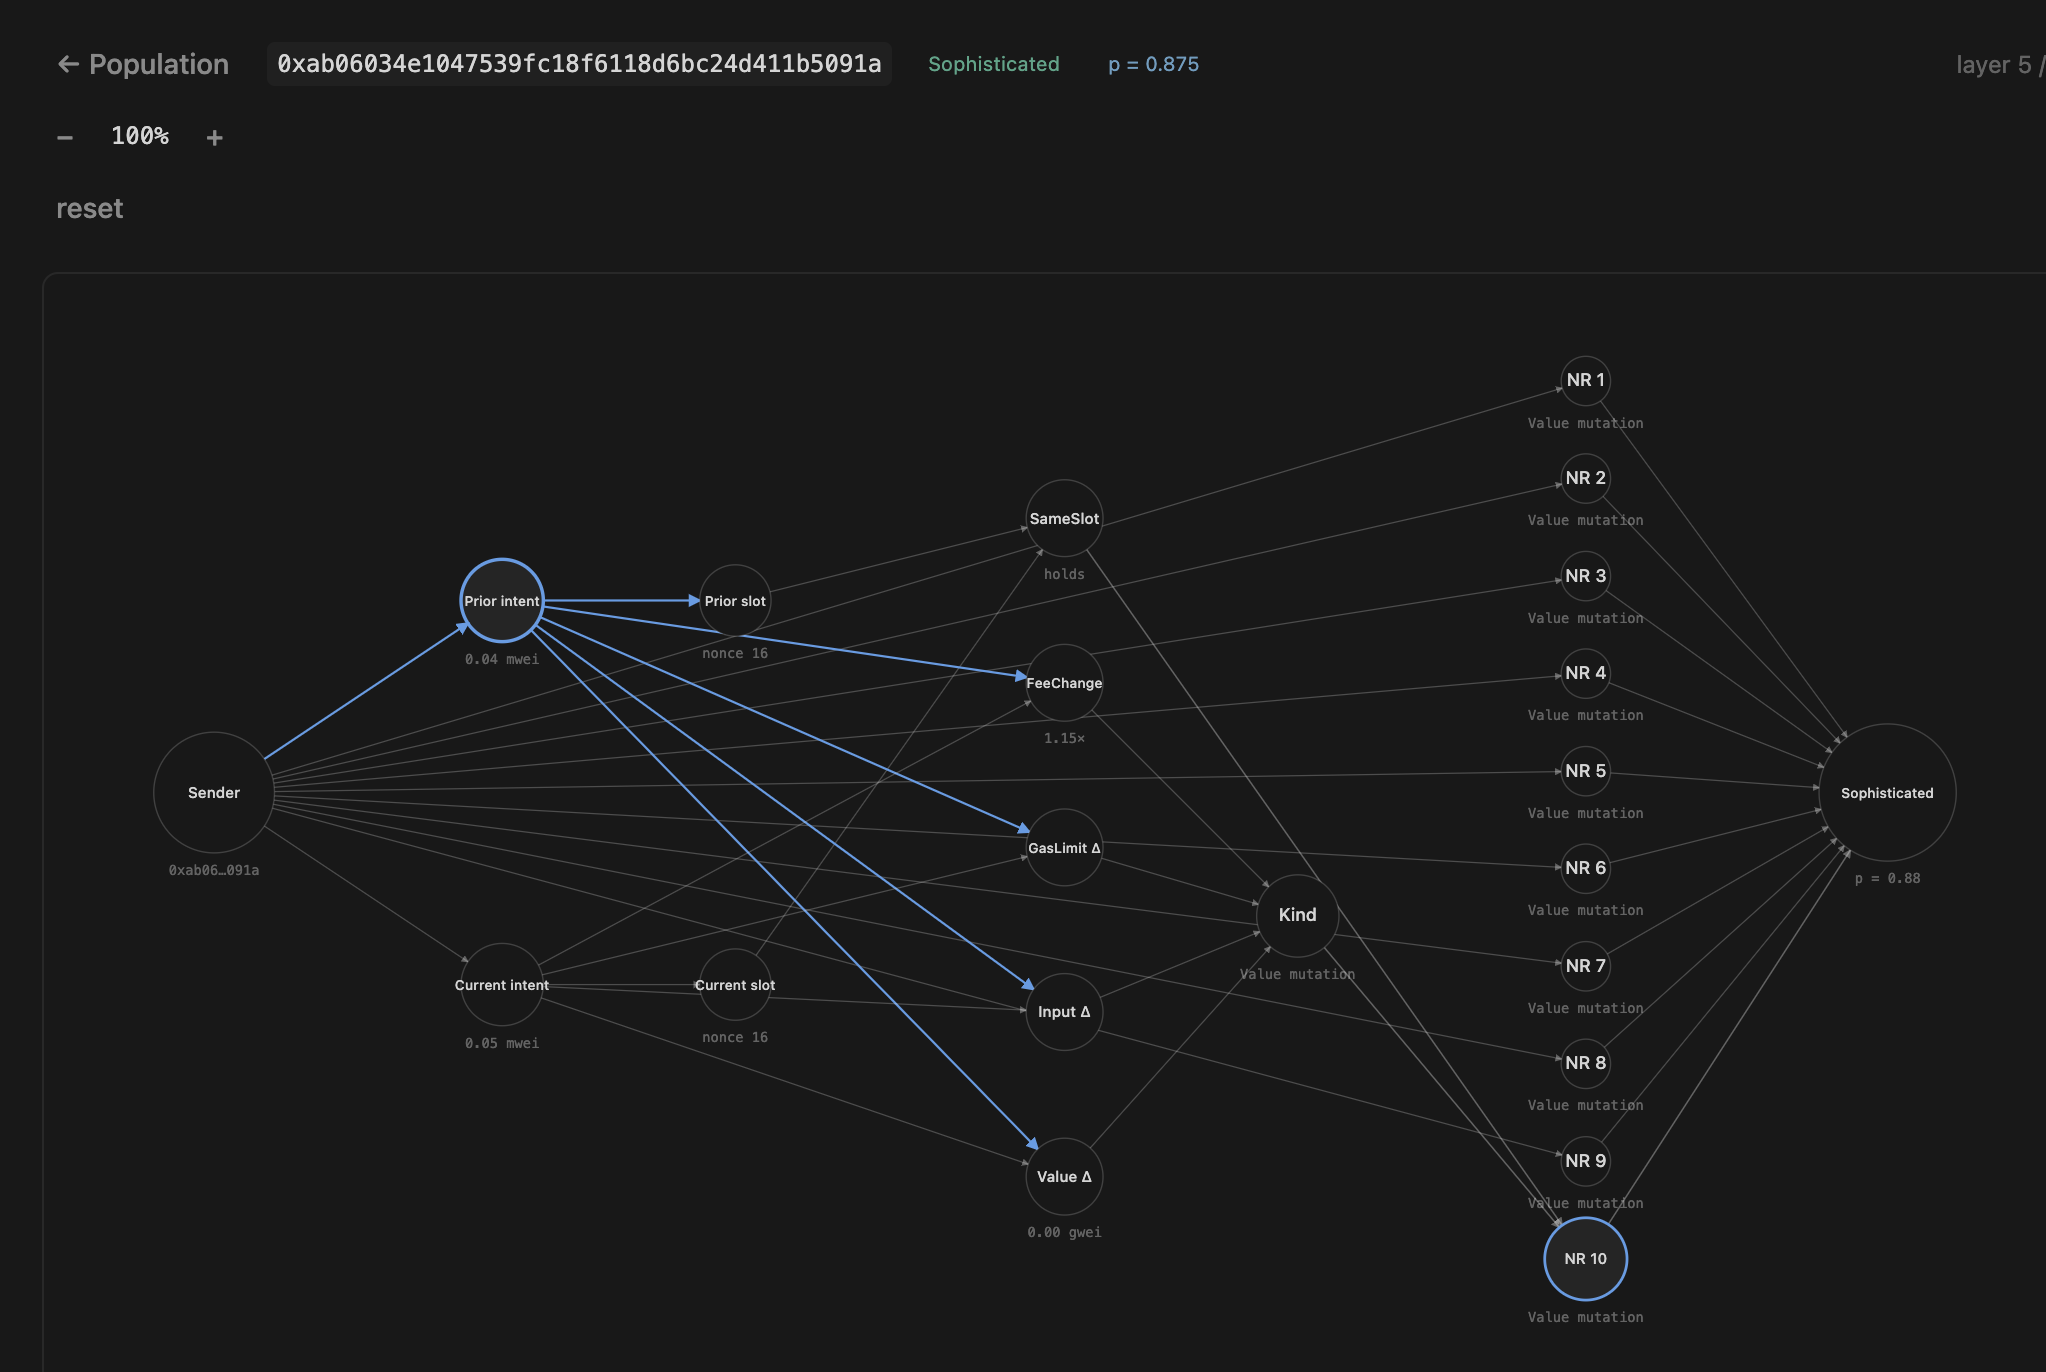 ← Population 0xab06034e1047539fc18f6118d6bc24d411b5091a Sophisticated p = 0.875 layer 5 /
− 100% +
reset
NR 1
Value mutation
NR 2
Value mutation
SameSlot
holds
NR 3
Value mutation
Prior intent
0.04 mwei
Prior slot
nonce 16
FeeChange
1.15×
NR 4
Value mutation
Sender
0xab06…091a
NR 5
Value mutation
Sophisticated
p = 0.88
GasLimit Δ
NR 6
Value mutation
Kind
Value mutation
NR 7
Value mutation
Current intent
0.05 mwei
Current slot
nonce 16
Input Δ
NR 8
Value mutation
Value Δ
0.00 gwei
NR 9
Value mutation
NR 10
Value mutation